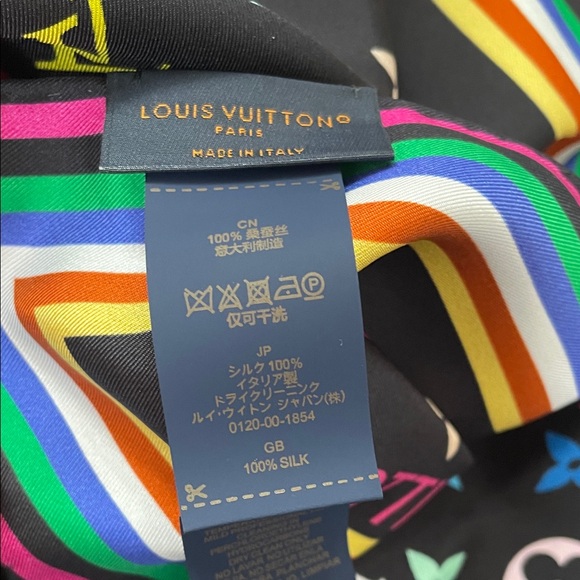 LOUIS VUITTON®
PARIS
MADE IN ITALY
CN
100% 桑蚕丝
意大利制造
P
仅可干洗
JP
シルク 100%
イタリア製
ドライクリーニング
ルイ・ウイトン ジャパン(株)
0120-00-1854
GB
100% SILK